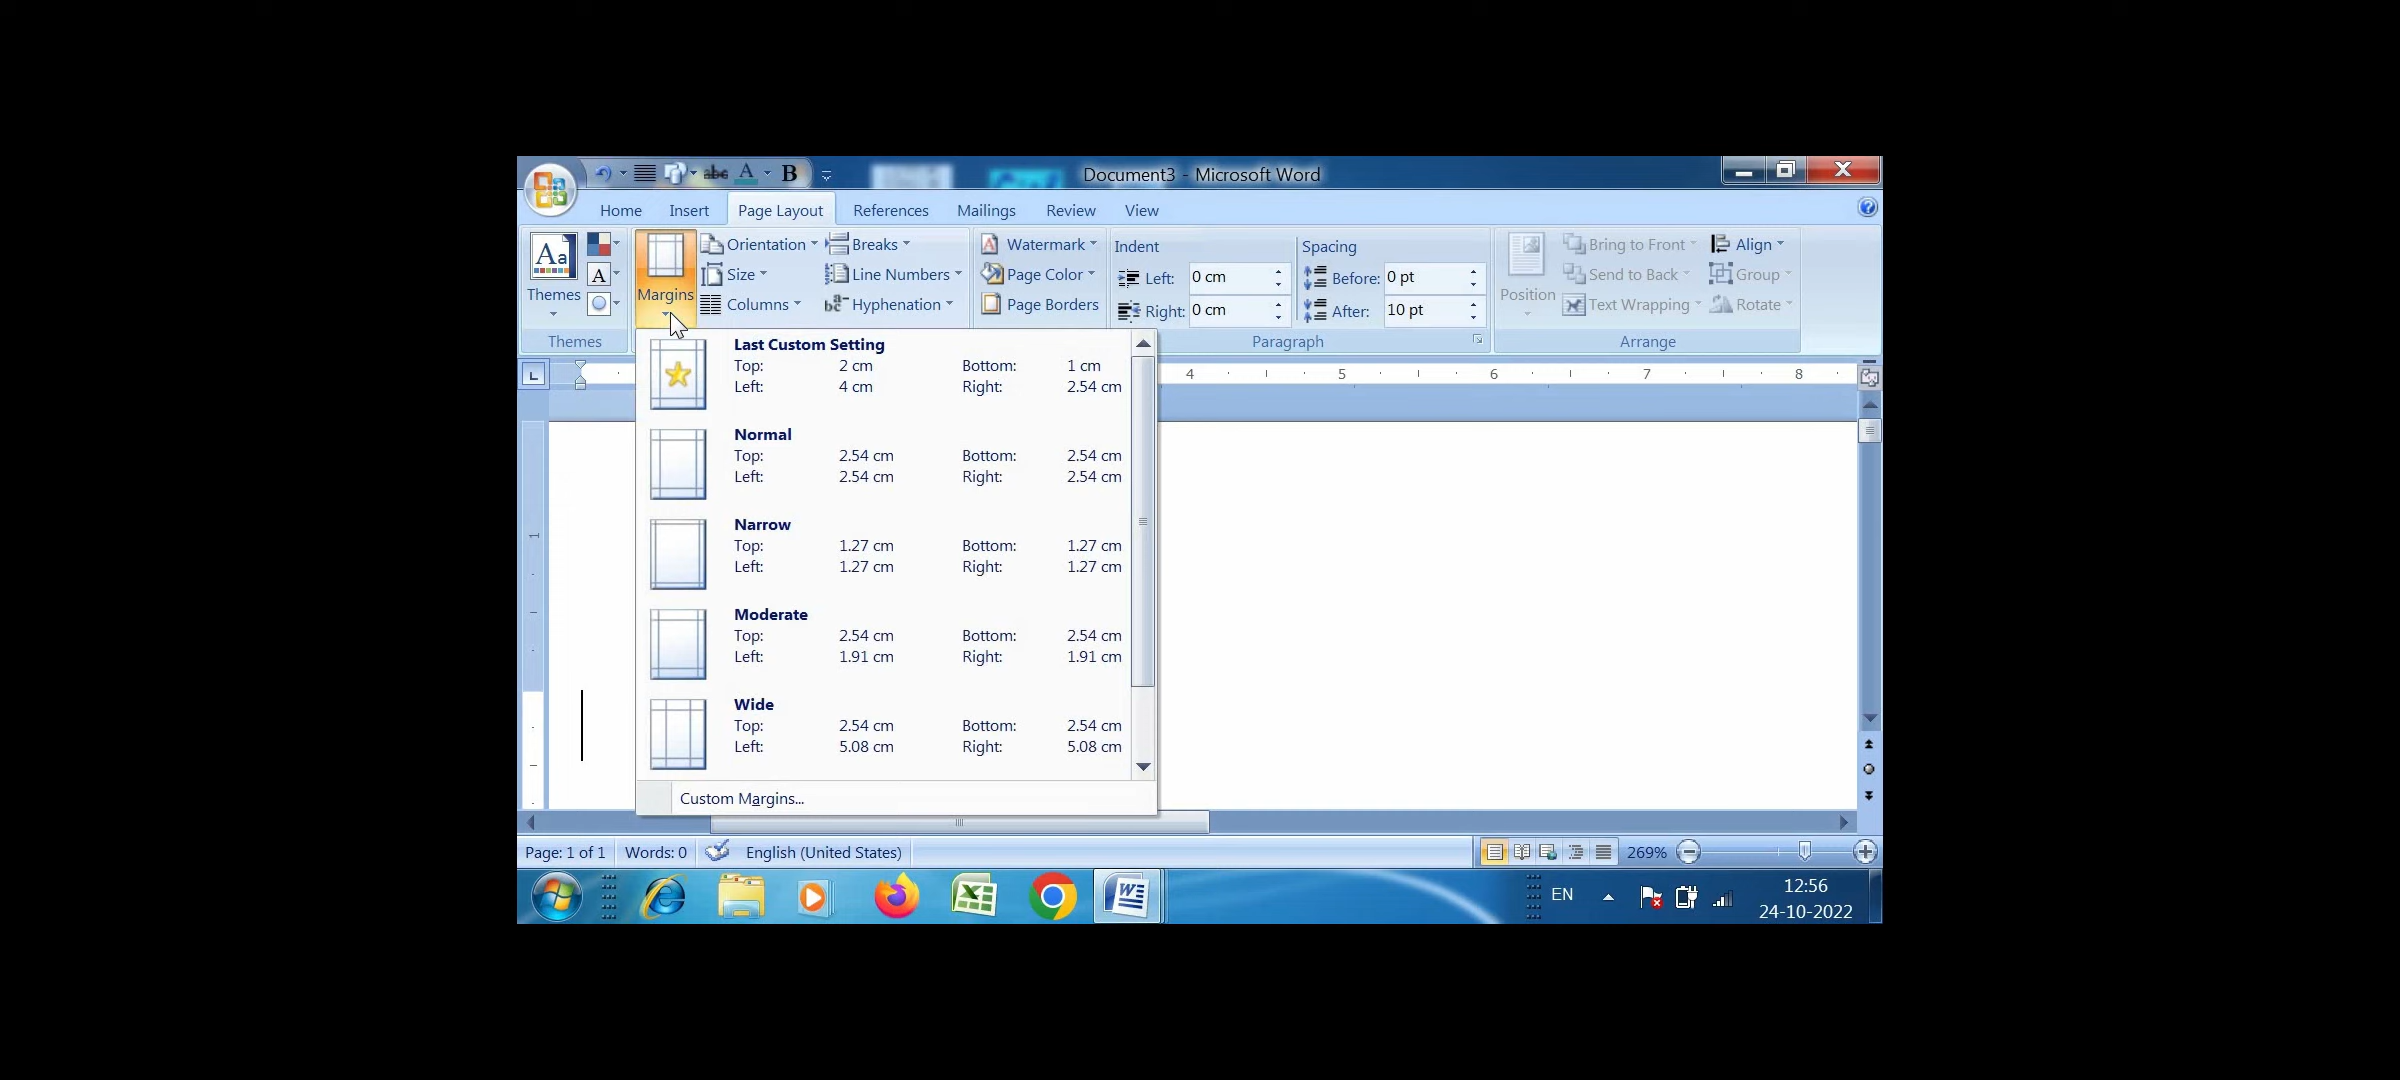 Document3 - Microsoft Word
Home Insert Page Layout References Mailings Review View
Themes
Margins
Orientation
Size
Columns
Breaks
Line Numbers
Hyphenation
Watermark
Page Color
Page Borders
Indent
Left: 0 cm
Right: 0 cm
Spacing
Before: 0 pt
After: 10 pt
Position
Bring to Front
Send to Back
Text Wrapping
Align
Group
Rotate
Themes
Paragraph
Arrange
4 5 6 7 8
Last Custom Setting
Top: 2 cm Bottom: 1 cm
Left: 4 cm Right: 2.54 cm
Normal
Top: 2.54 cm Bottom: 2.54 cm
Left: 2.54 cm Right: 2.54 cm
Narrow
Top: 1.27 cm Bottom: 1.27 cm
Left: 1.27 cm Right: 1.27 cm
Moderate
Top: 2.54 cm Bottom: 2.54 cm
Left: 1.91 cm Right: 1.91 cm
Wide
Top: 2.54 cm Bottom: 2.54 cm
Left: 5.08 cm Right: 5.08 cm
Custom Margins...
Page: 1 of 1 Words: 0 English (United States) 269%
EN
12:56
24-10-2022